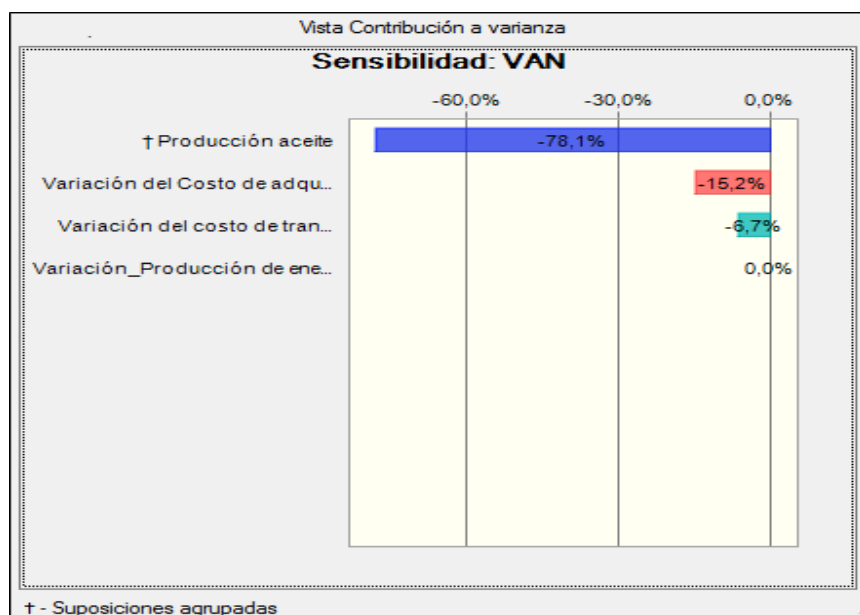 Vista Contribución a varianza
Sensibilidad: VAN
-60,0% -30,0% 0,0%
† Producción aceite -78,1%
Variación del Costo de adqu... -15,2%
Variación del costo de tran... -6,7%
Variación_Producción de ene... 0,0%
† - Suposiciones agrupadas